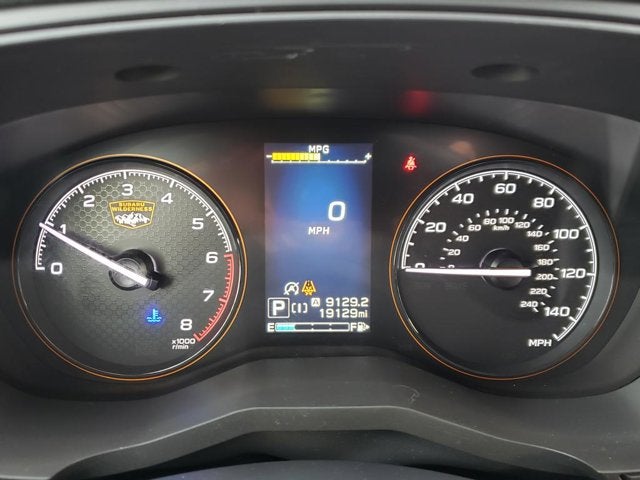 MPG
- +
0
MPH
P [ ( ) ] A 9129.2
19129mi
E F
0 1 2 3 4 5 6 7 8
x1000
r/min
SUBARU
WILDERNESS
0 20 40 60 80 100 120 140
0 20 40 60 80 100 120 140 160 180 200 220 240
km/h
MPH